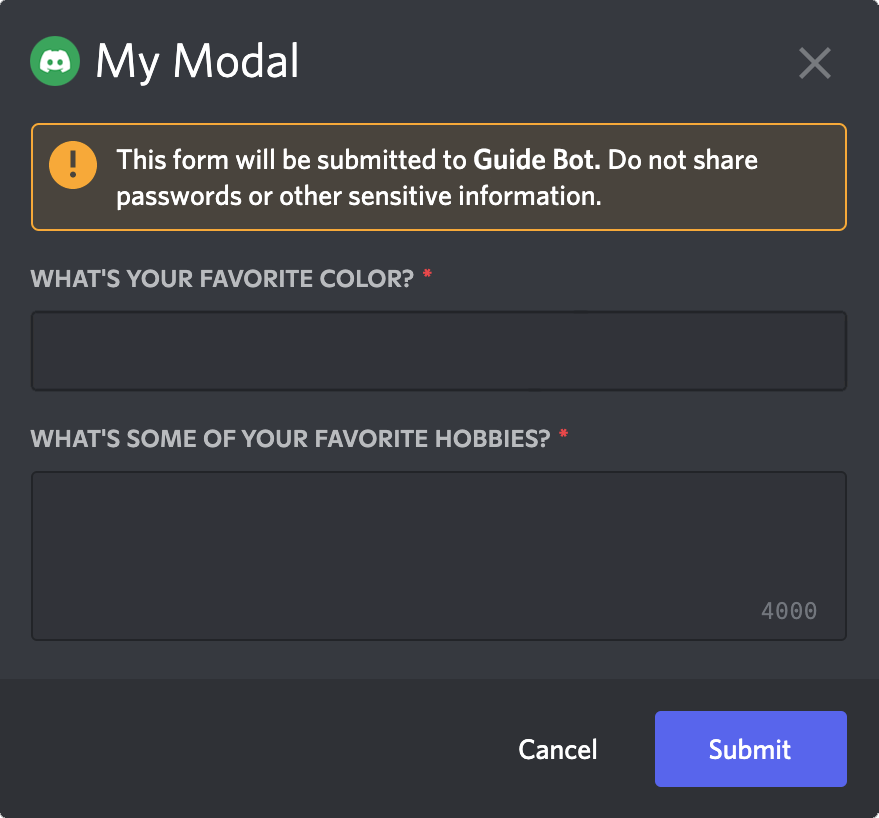 My Modal
This form will be submitted to Guide Bot. Do not share
passwords or other sensitive information.
WHAT'S YOUR FAVORITE COLOR? *
WHAT'S SOME OF YOUR FAVORITE HOBBIES? *
4000
Cancel Submit